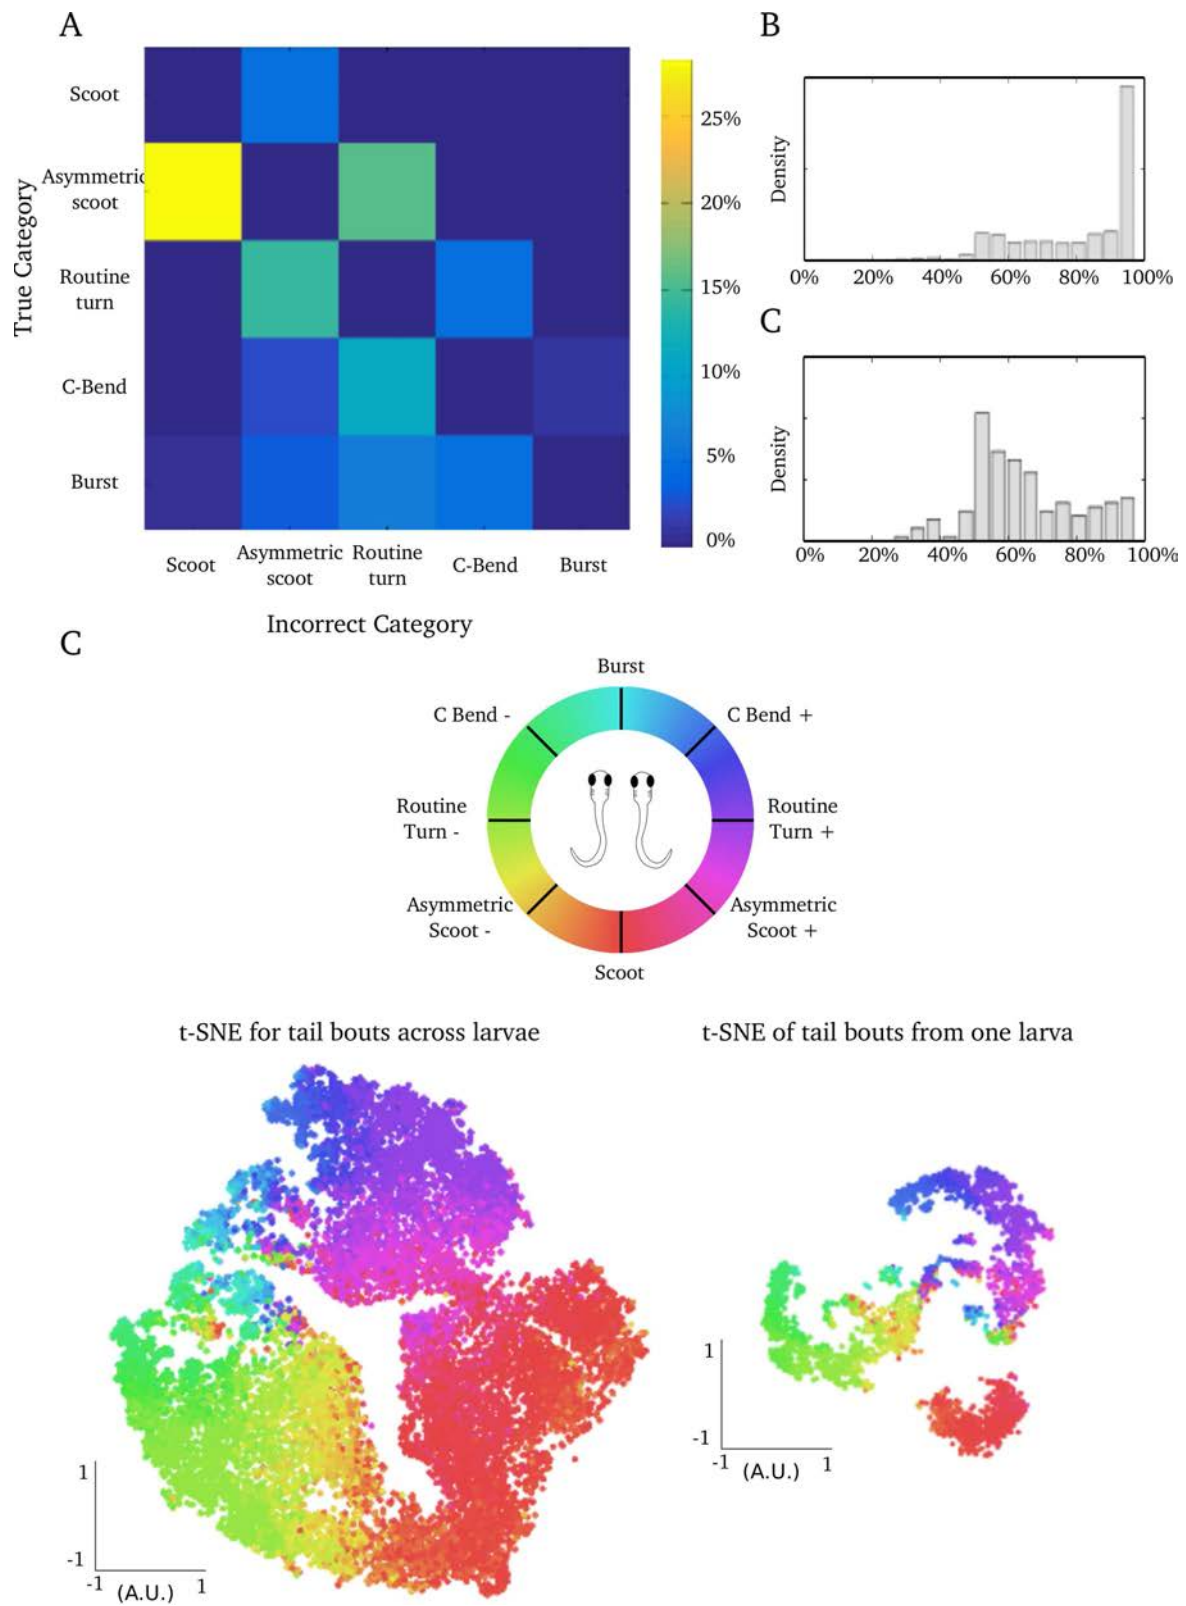 A
B
Scoot
Asymmetric
scoot
Routine
turn
C-Bend
Burst
True Category
Scoot
Asymmetric
scoot
Routine
turn
C-Bend
Burst
Incorrect Category
25%
20%
15%
10%
5%
0%
Density
0% 20% 40% 60% 80% 100%
C
Density
0% 20% 40% 60% 80% 100%
C
Burst
C Bend -
C Bend +
Routine
Turn -
Routine
Turn +
Asymmetric
Scoot -
Asymmetric
Scoot +
Scoot
t-SNE for tail bouts across larvae
t-SNE of tail bouts from one larva
1
-1
-1 (A.U.) 1
1
-1
-1 (A.U.) 1